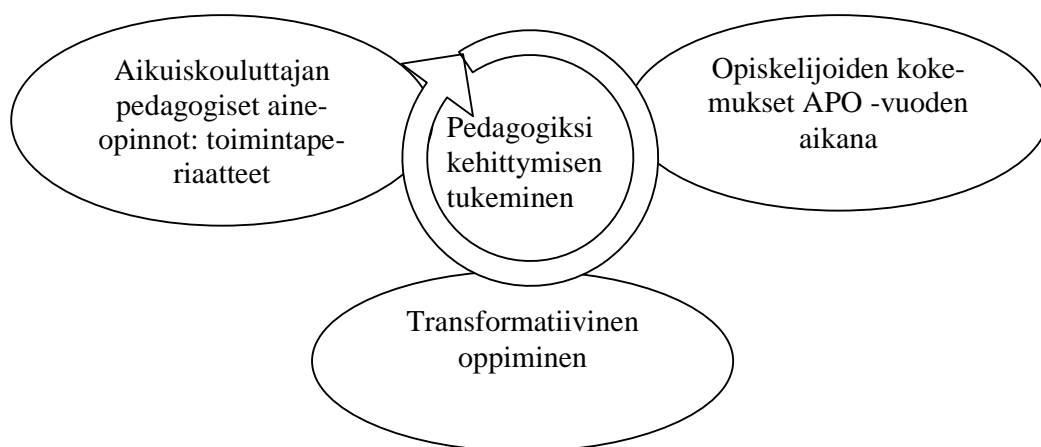 Aikuiskouluttajan
pedagogiset aine-
opinnot: toimintape-
riaatteet
Pedagogiksi
kehittymisen
tukeminen
Opiskelijoiden koke-
mukset APO -vuoden
aikana
Transformatiivinen
oppiminen